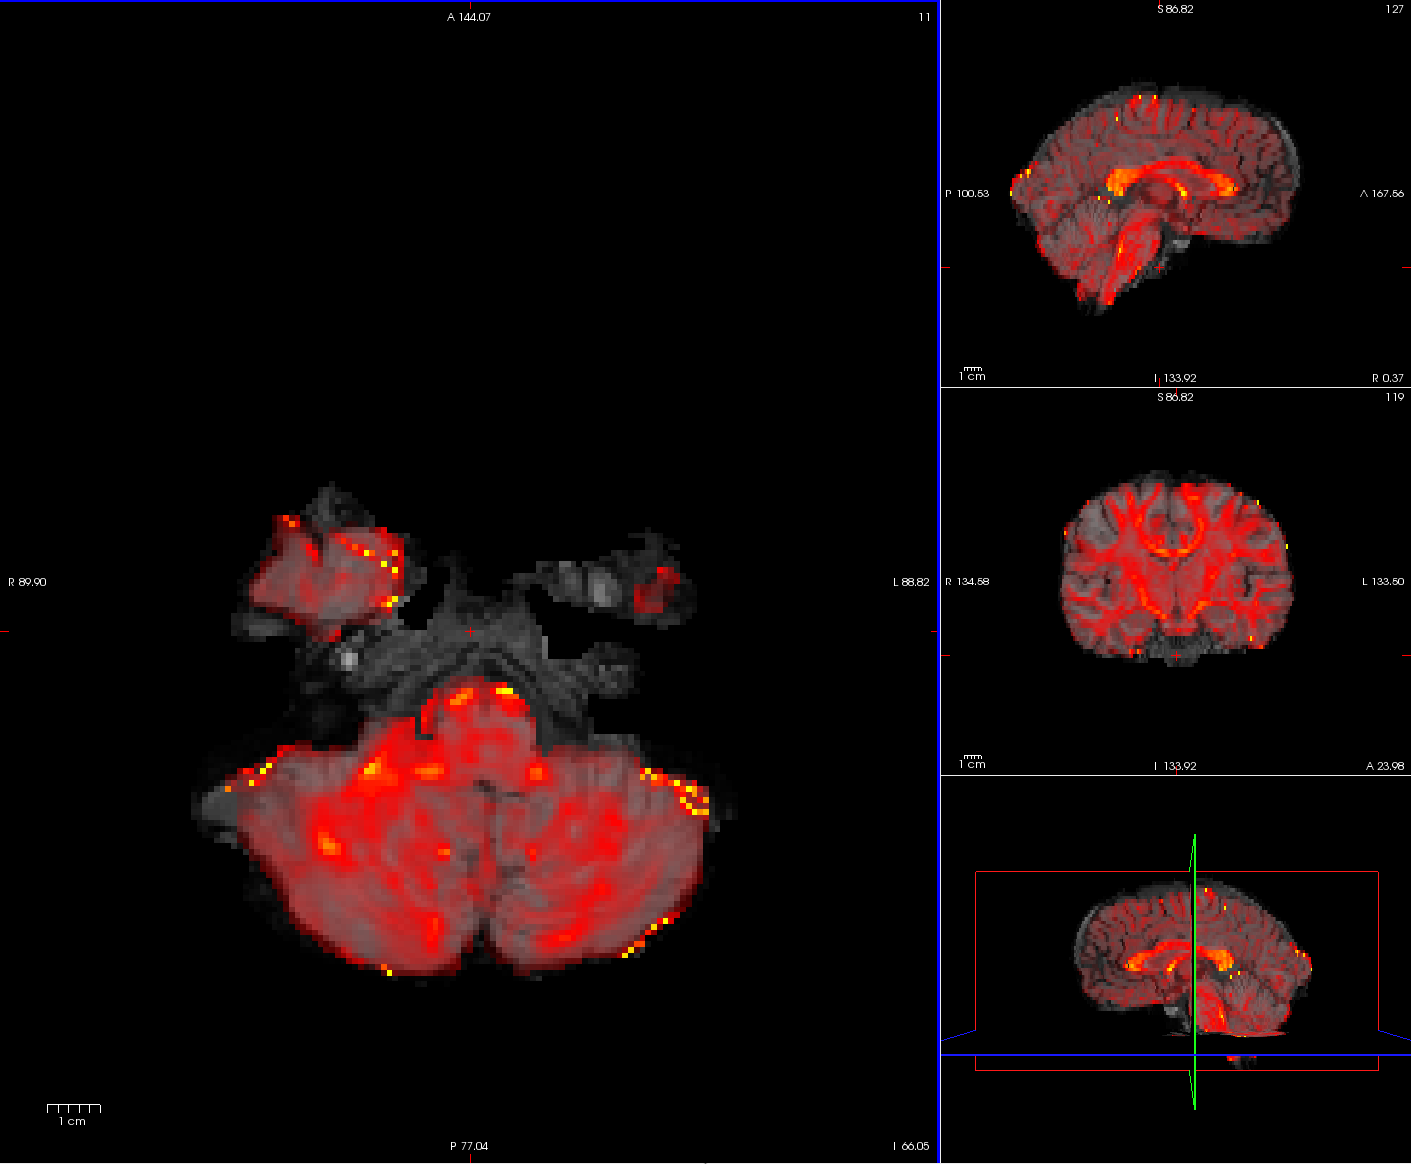 A 144.07
11
R 89.90
L 88.82
1 cm
P 77.04
I 66.05
S 86.82
127
P 100.53
A 167.56
1 cm
I 133.92
R 0.37
S 86.82
119
R 134.58
L 133.50
1 cm
I 133.92
A 23.98